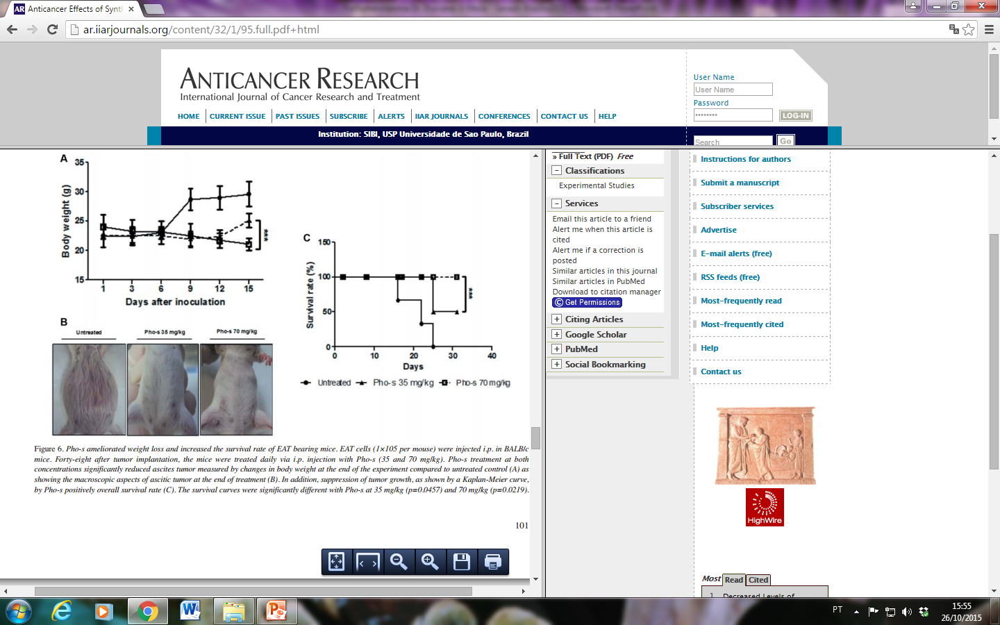 Anticancer Effects of Synt
ar.iiarjournals.org/content/32/1/95.full.pdf+html
ANTICANCER RESEARCH
International Journal of Cancer Research and Treatment
HOME
CURRENT ISSUE
PAST ISSUES
SUBSCRIBE
ALERTS
IIAR JOURNALS
CONFERENCES
CONTACT US
HELP
User Name
User Name
Password
••••••••
LOG-IN
Institution: SIBI, USP Universidade de Sao Paulo, Brazil
Search
Go
A
35
30
25
20
15
Body weight (g)
1 3 6 9 12 15
Days after inoculation
***
B
Untreated
Pho-s 35 mg/kg
Pho-s 70 mg/kg
C
150
100
50
0
Survival rate (%)
0 10 20 30 40
Days
***
Untreated
Pho-s 35 mg/kg
Pho-s 70 mg/kg
Figure 6. Pho-s ameliorated weight loss and increased the survival rate of EAT bearing mice. EAT cells (1×105 per mouse) were injected i.p. in BALB/c
mice. Forty-eight after tumor implantation, the mice were treated daily via i.p. injection with Pho-s (35 and 70 mg/kg). Pho-s treatment at both
concentrations significantly reduced ascites tumor measured by changes in body weight at the end of the experiment compared to untreated control (A) as
showing the macroscopic aspects of ascitic tumor at the end of treatment (B). In addition, suppression of tumor growth, as shown by a Kaplan-Meier curve,
by Pho-s positively overall survival rate (C). The survival curves were significantly different with Pho-s at 35 mg/kg (p=0.0457) and 70 mg/kg (p=0.0219).
101
» Full Text (PDF) Free
Classifications
Experimental Studies
Services
Email this article to a friend
Alert me when this article is
cited
Alert me if a correction is
posted
Similar articles in this journal
Similar articles in PubMed
Download to citation manager
© Get Permissions
Citing Articles
Google Scholar
PubMed
Social Bookmarking
Instructions for authors
Submit a manuscript
Subscriber services
Advertise
E-mail alerts (free)
RSS feeds (free)
Most-frequently read
Most-frequently cited
Help
Contact us
HighWire
Most Read Cited
1. Decreased Levels of
PT
15:55
26/10/2015